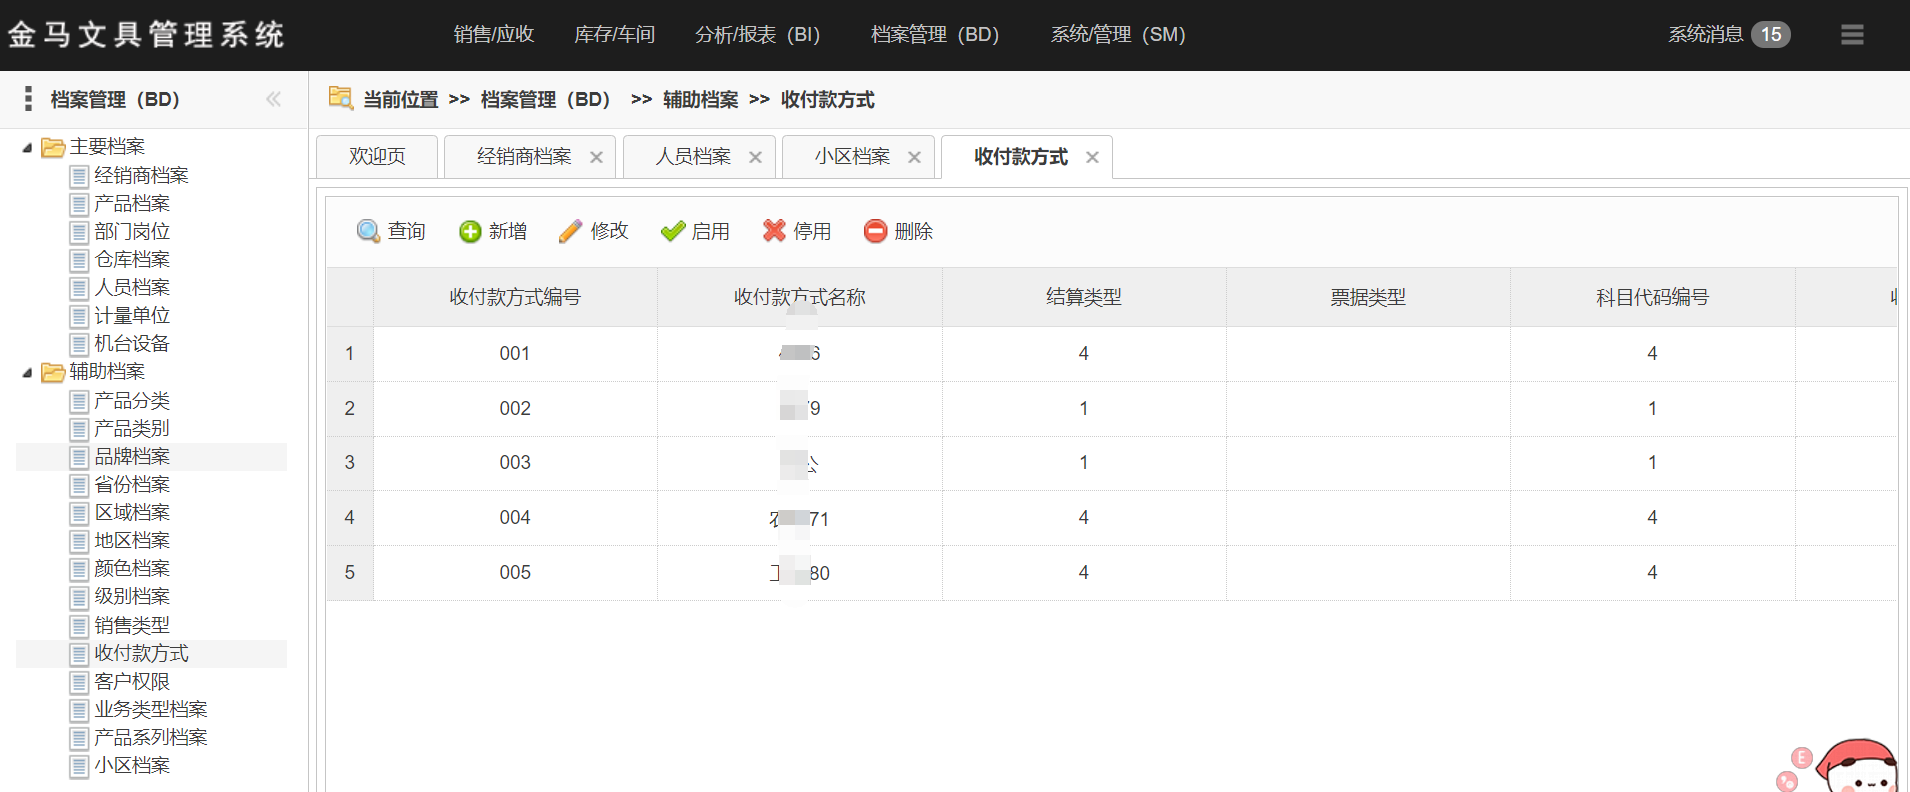 金马文具管理系统
销售/应收 库存/车间 分析/报表（BI） 档案管理（BD） 系统/管理（SM） 系统消息 15
档案管理（BD）
当前位置 >> 档案管理（BD） >> 辅助档案 >> 收付款方式
欢迎页 经销商档案 人员档案 小区档案 收付款方式
主要档案
经销商档案
产品档案
部门岗位
仓库档案
人员档案
计量单位
机台设备
辅助档案
产品分类
产品类别
品牌档案
省份档案
区域档案
地区档案
颜色档案
级别档案
销售类型
收付款方式
客户权限
业务类型档案
产品系列档案
小区档案
查询 新增 修改 启用 停用 删除
收付款方式编号 收付款方式名称 结算类型 票据类型 科目代码编号
1 001 6 4 4
2 002 79 1 1
3 003 公 1 1
4 004 71 4 4
5 005 80 4 4
E